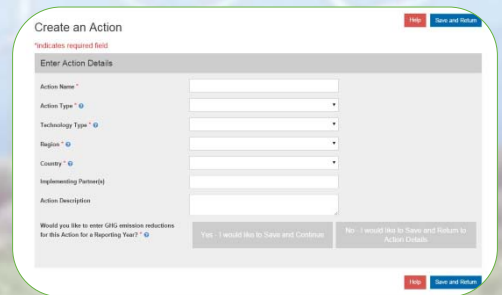 Create an Action
Help Save and Return
*indicates required field
Enter Action Details
Action Name *
Action Type *
Technology Type *
Region *
Country *
Implementing Partner(s)
Action Description
Would you like to enter GHG emission reductions
for this Action for a Reporting Year? *
Yes - I would like to Save and Continue
No - I would like to Save and Return to
Action Details
Help Save and Return